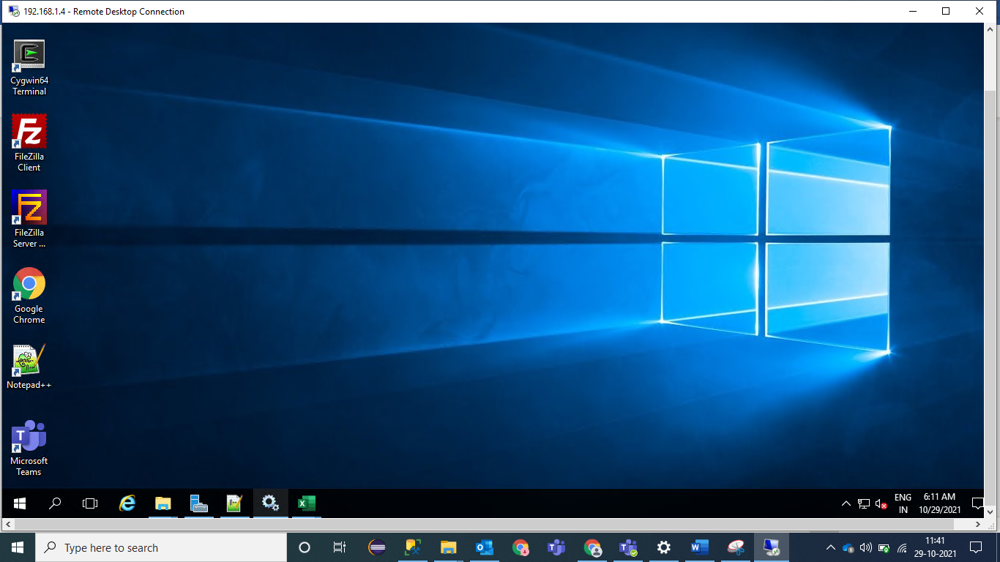 192.168.1.4 - Remote Desktop Connection
Cygwin64
Terminal
FileZilla
Client
FileZilla
Server ...
Google
Chrome
Notepad++
Microsoft
Teams
ENG
IN
6:11 AM
10/29/2021
Type here to search
11:41
29-10-2021